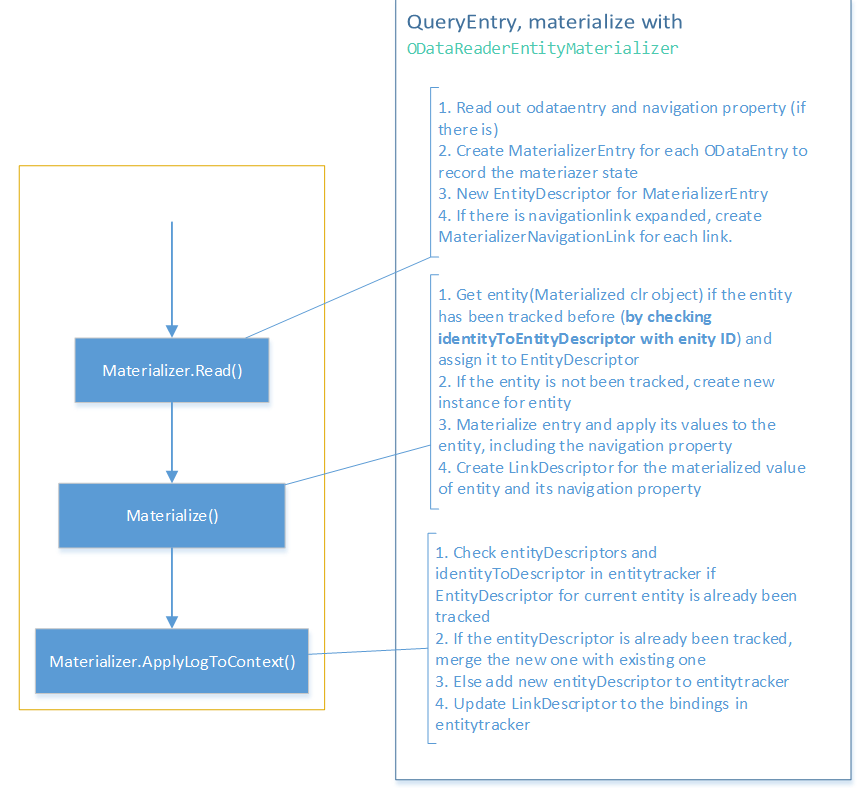 QueryEntry, materialize with
ODataReaderEntityMaterializer
1. Read out odataentry and navigation property (if
there is)
2. Create MaterializerEntry for each ODataEntry to
record the materiazer state
3. New EntityDescriptor for MaterializerEntry
4. If there is navigationlink expanded, create
MaterializerNavigationLink for each link.
Materializer.Read()
1. Get entity(Materialized clr object) if the entity
has been tracked before (by checking
identityToEntityDescriptor with enity ID) and
assign it to EntityDescriptor
2. If the entity is not been tracked, create new
instance for entity
3. Materialize entry and apply its values to the
entity, including the navigation property
4. Create LinkDescriptor for the materialized value
of entity and its navigation property
Materialize()
1. Check entityDescriptors and
identityToDescriptor in entitytracker if
EntityDescriptor for current entity is already been
tracked
2. If the entityDescriptor is already been tracked,
merge the new one with existing one
3. Else add new entityDescriptor to entitytracker
4. Update LinkDescriptor to the bindings in
entitytracker
Materializer.ApplyLogToContext()